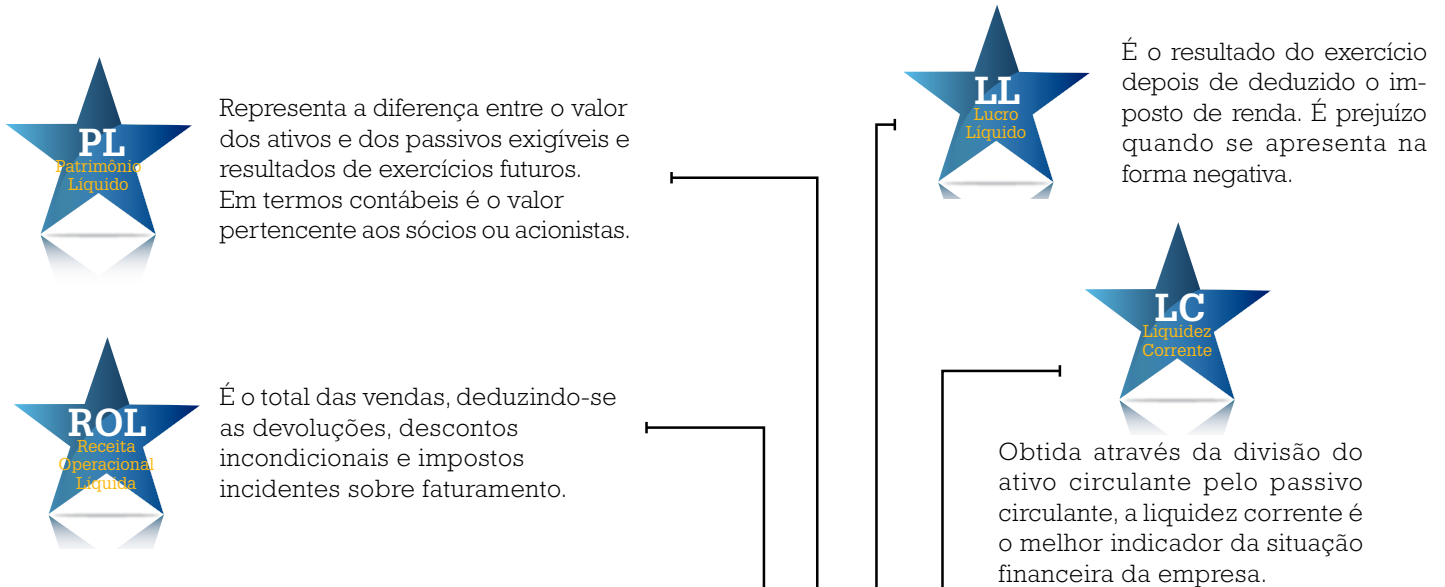 PL
Patrimônio
Líquido
Representa a diferença entre o valor
dos ativos e dos passivos exigíveis e
resultados de exercícios futuros.
Em termos contábeis é o valor
pertencente aos sócios ou acionistas.
ROL
Receita
Operacional
Líquida
É o total das vendas, deduzindo-se
as devoluções, descontos
incondicionais e impostos
incidentes sobre faturamento.
LL
Lucro
Líquido
É o resultado do exercício
depois de deduzido o im-
posto de renda. É prejuízo
quando se apresenta na
forma negativa.
LC
Liquidez
Corrente
Obtida através da divisão do
ativo circulante pelo passivo
circulante, a liquidez corrente é
o melhor indicador da situação
financeira da empresa.